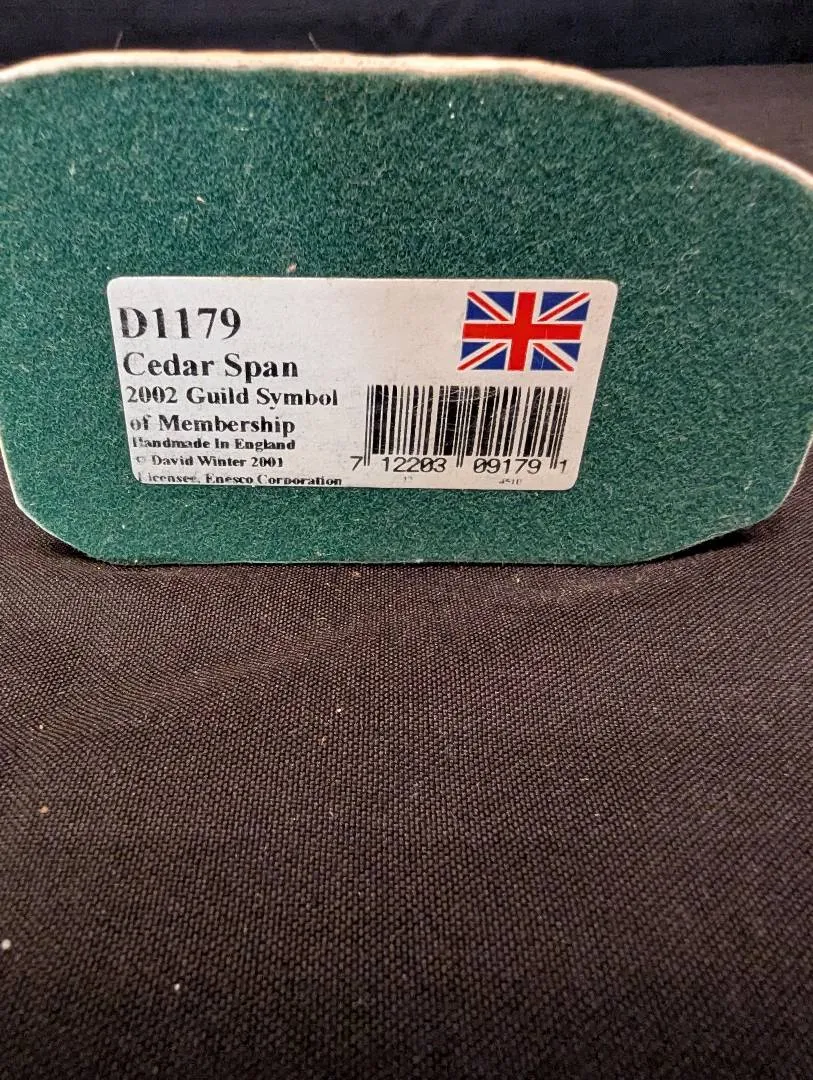 D1179
Cedar Span
2002 Guild Symbol
of Membership
Handmade In England
© David Winter 2001
Licensee, Enesco Corporation
7 12203 09179 1